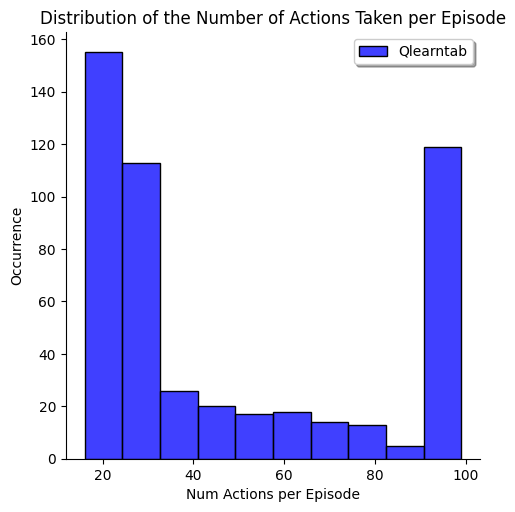 Distribution of the Number of Actions Taken per Episode
Qlearntab
160
140
120
100
80
60
40
20
0
Occurrence
20 40 60 80 100
Num Actions per Episode